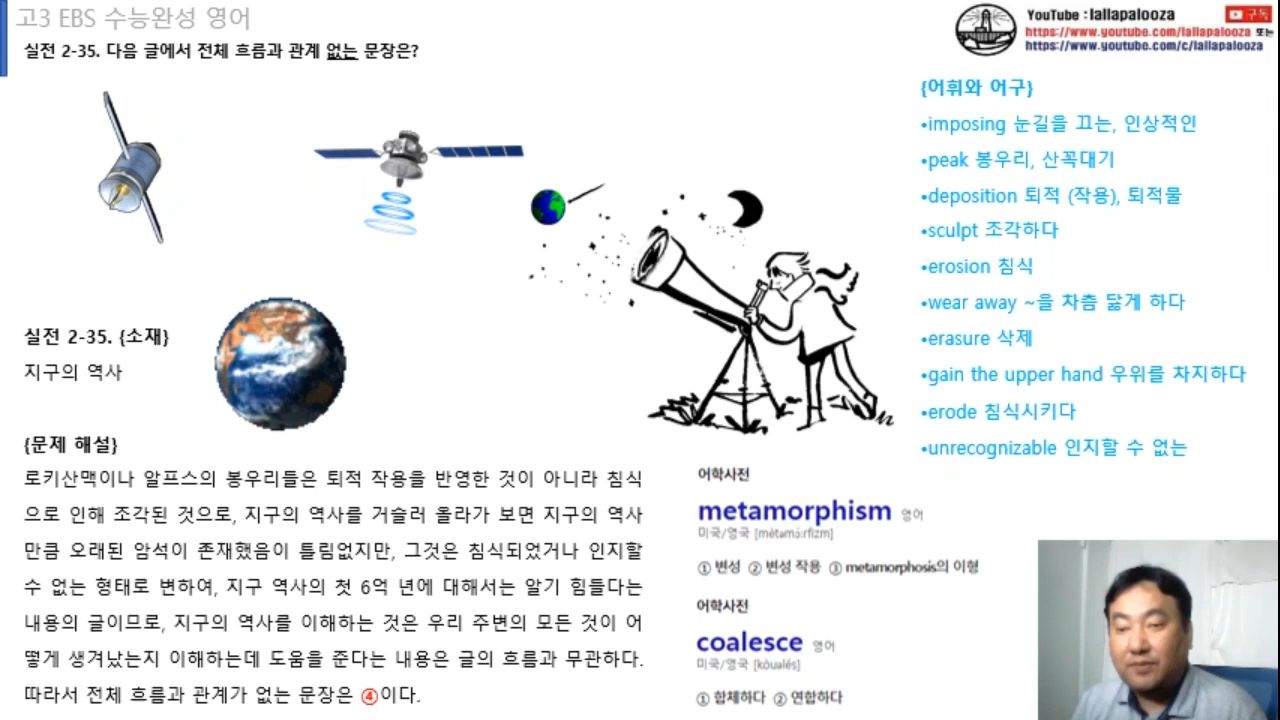 고3 EBS 수능완성 영어
실전 2-35. 다음 글에서 전체 흐름과 관계 없는 문장은?
YouTube : lallapalooza
구독
https://www.youtube.com/lallapalooza 또는
https://www.youtube.com/c/lallapalooza
{어휘와 어구}
•imposing 눈길을 끄는, 인상적인
•peak 봉우리, 산꼭대기
•deposition 퇴적 (작용), 퇴적물
•sculpt 조각하다
•erosion 침식
•wear away ~을 차츰 닳게 하다
•erasure 삭제
•gain the upper hand 우위를 차지하다
•erode 침식시키다
•unrecognizable 인지할 수 없는
실전 2-35. {소재}
지구의 역사
{문제 해설}
로키산맥이나 알프스의 봉우리들은 퇴적 작용을 반영한 것이 아니라 침식
으로 인해 조각된 것으로, 지구의 역사를 거슬러 올라가 보면 지구의 역사
만큼 오래된 암석이 존재했음이 틀림없지만, 그것은 침식되었거나 인지할
수 없는 형태로 변하여, 지구 역사의 첫 6억 년에 대해서는 알기 힘들다는
내용의 글이므로, 지구의 역사를 이해하는 것은 우리 주변의 모든 것이 어
떻게 생겨났는지 이해하는데 도움을 준다는 내용은 글의 흐름과 무관하다.
따라서 전체 흐름과 관계가 없는 문장은 ④이다.
어학사전
metamorphism 영어
미국/영국 [mètəmɔ́:rfizm]
① 변성 ② 변성 작용 ③ metamorphosis의 이형
어학사전
coalesce 영어
미국/영국 [kòuəlés]
① 합체하다 ② 연합하다